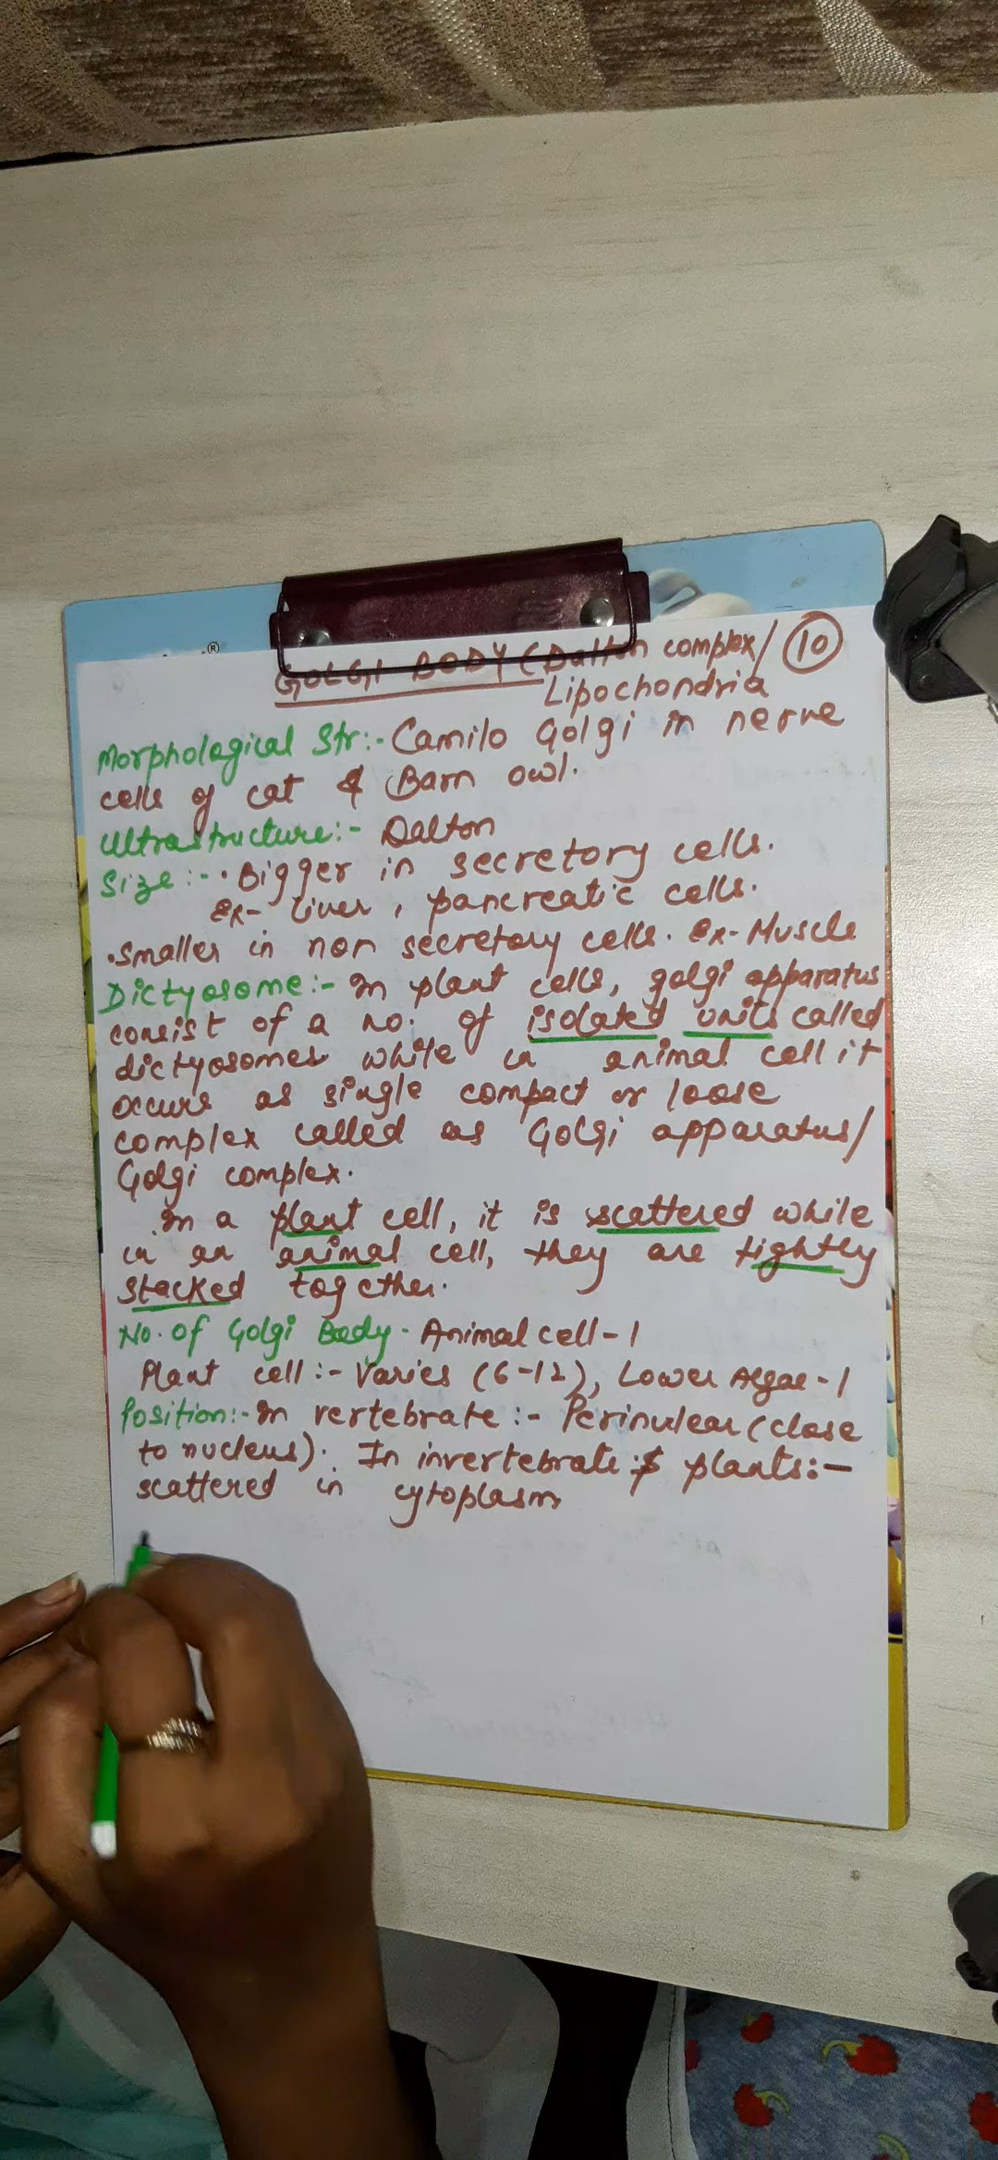 ®
GOLGI BODY (Dalton complex/ 10
Lipochondria
Morphological Str:- Camilo Golgi in nerve
cells of cat & Barn owl.
Ultrastructure:- Dalton
Size:- • Bigger in secretory cells.
Ex- liver, pancreatic cells.
• Smaller in non secretory cells. Ex- Muscle
Dictyosome:- In plant cells, golgi apparatus
consist of a no. of isolated units called
dictyosomes while in animal cell it
occurs as single compact or loose
complex called as Golgi apparatus/
Golgi complex.
In a plant cell, it is scattered while
in an animal cell, they are tightly
stacked together.
No. of Golgi Body - Animal cell - 1
Plant cell:- Varies (6-12), Lower Algae - 1
Position:- In vertebrate:- Perinulear (close
to nucleus). In invertebrate & plants:-
scattered in cytoplasm